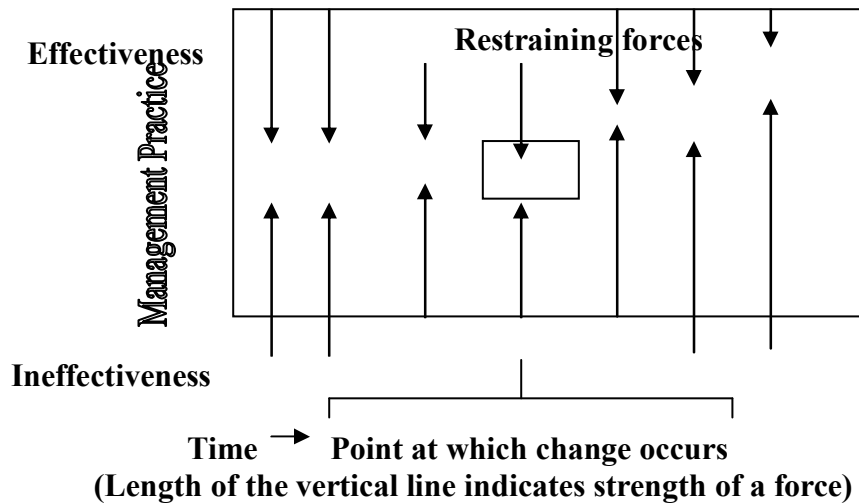 Effectiveness
Restraining forces
Management Practice
Ineffectiveness
Time
Point at which change occurs
(Length of the vertical line indicates strength of a force)